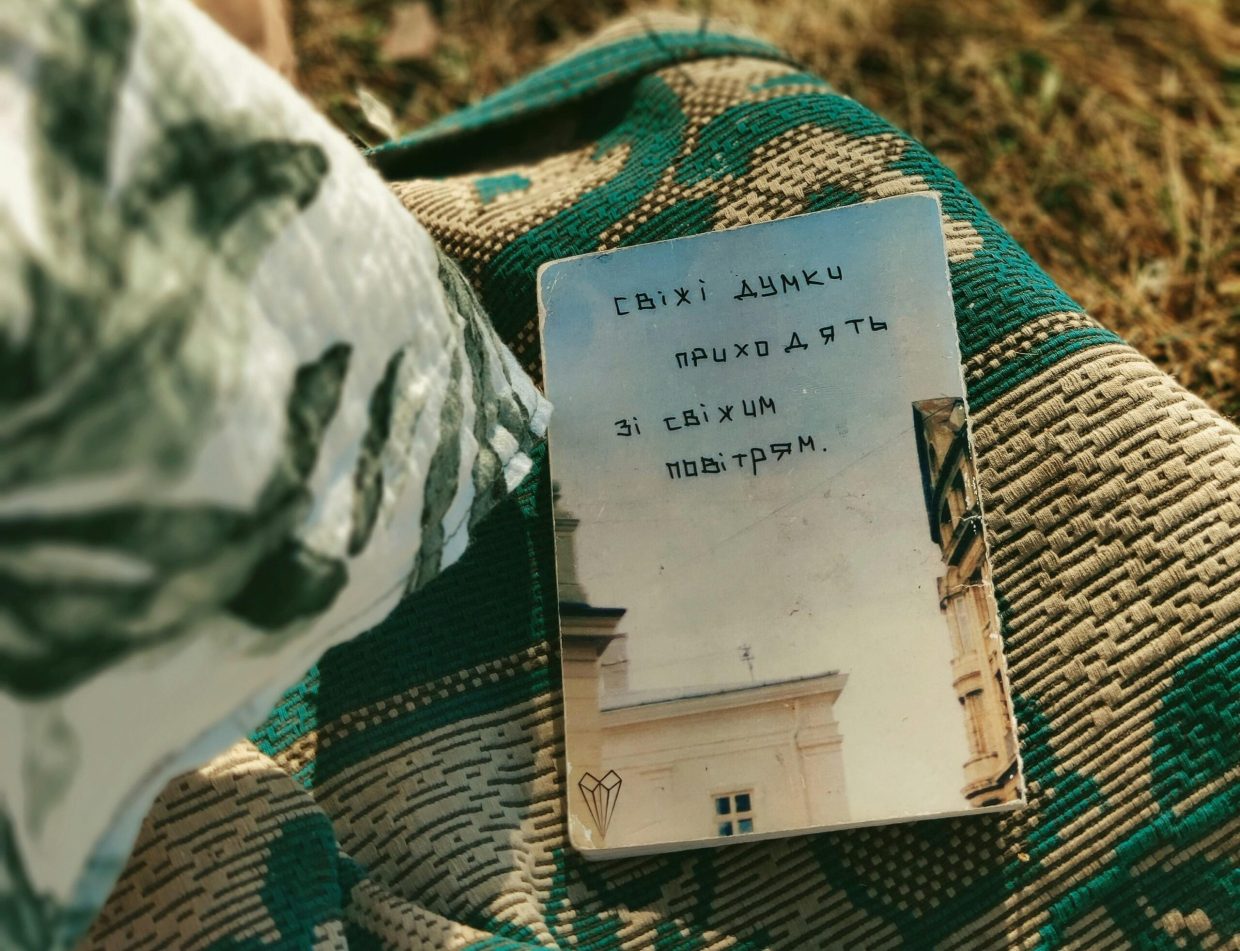 свіжі думки
приходять
зі свіжим
повітрям.